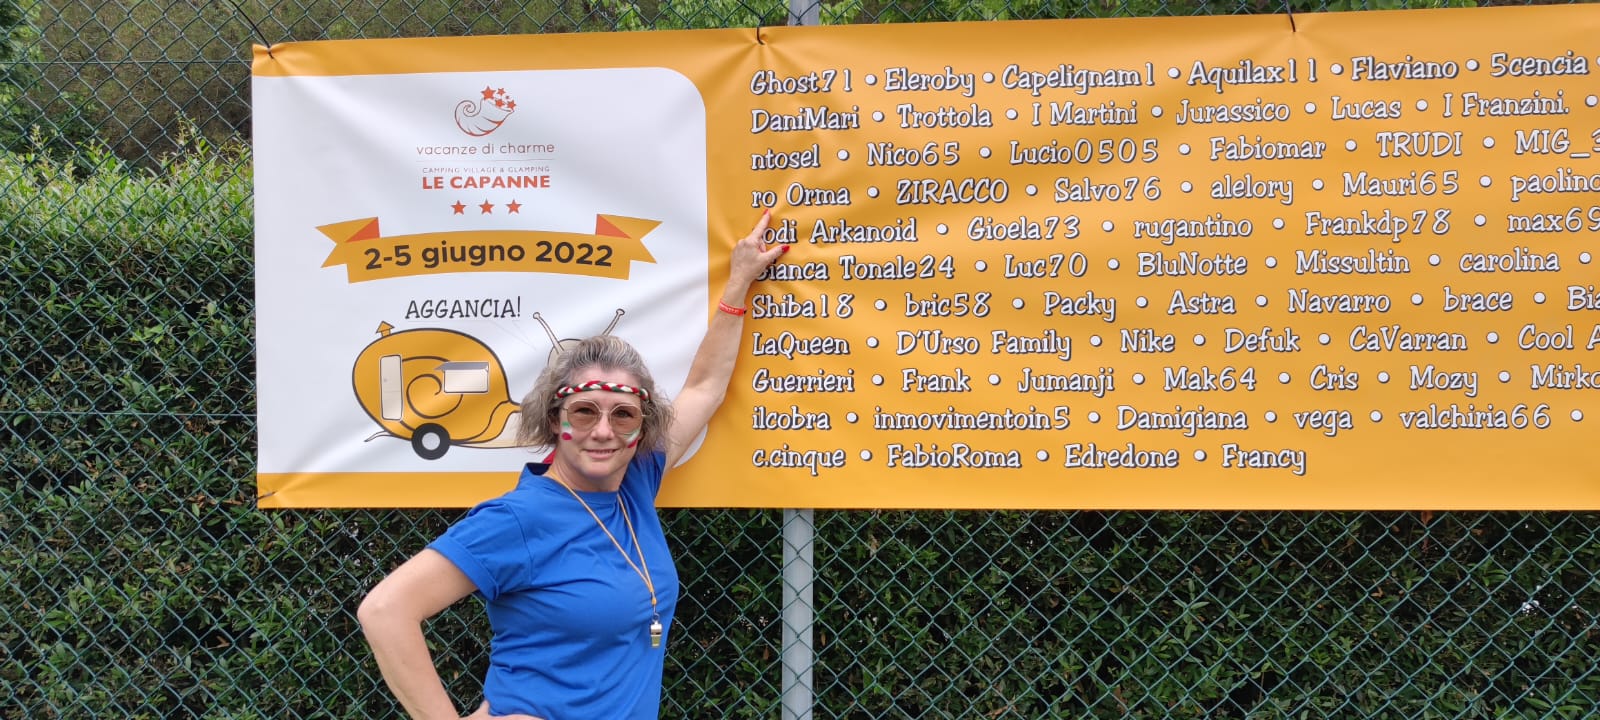 vacanze di charme
CAMPING VILLAGE & GLAMPING
LE CAPANNE
2-5 giugno 2022
AGGANCIA!
Ghost71 • Eleroby • Capelignam1 • Aquilax11 • Flaviano • 5cencia •
DaniMari • Trottola • I Martini • Jurassico • Lucas • I Franzini. •
ntosel • Nico65 • Lucio0505 • Fabiomar • TRUDI • MIG_3
ro Orma • ZIRACCO • Salvo76 • alelory • Mauri65 • paolino
odi Arkanoid • Gioela73 • rugantino • Frankdp78 • max69
Bianca Tonale24 • Luc70 • BluNotte • Missultin • carolina •
Shiba18 • bric58 • Packy • Astra • Navarro • brace • Bia
LaQueen • D'Urso Family • Nike • Defuk • CaVarran • Cool A
Guerrieri • Frank • Jumanji • Mak64 • Cris • Mozy • Mirko
ilcobra • inmovimentoin5 • Damigiana • vega • valchiria66 •
c.cinque • FabioRoma • Edredone • Francy